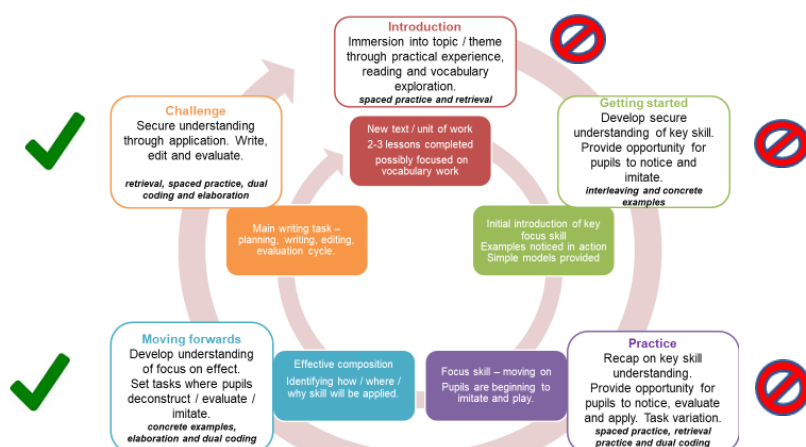 Introduction
Immersion into topic / theme
through practical experience,
reading and vocabulary
exploration.
spaced practice and retrieval
New text / unit of work
2-3 lessons completed
possibly focused on
vocabulary work
Getting started
Develop secure
understanding of key skill.
Provide opportunity for
pupils to notice and
imitate.
interleaving and concrete
examples
Initial introduction of key
focus skill
Examples noticed in action
Simple models provided
Practice
Recap on key skill
understanding.
Provide opportunity for
pupils to notice, evaluate
and apply. Task variation.
spaced practice, retrieval
practice and dual coding
Focus skill – moving on
Pupils are beginning to
imitate and play.
Moving forwards
Develop understanding
of focus on effect.
Set tasks where pupils
deconstruct / evaluate /
imitate.
concrete examples,
elaboration and dual coding
Effective composition
Identifying how / where /
why skill will be applied.
Challenge
Secure understanding
through application. Write,
edit and evaluate.
retrieval, spaced practice, dual
coding and elaboration
Main writing task –
planning, writing, editing,
evaluation cycle.